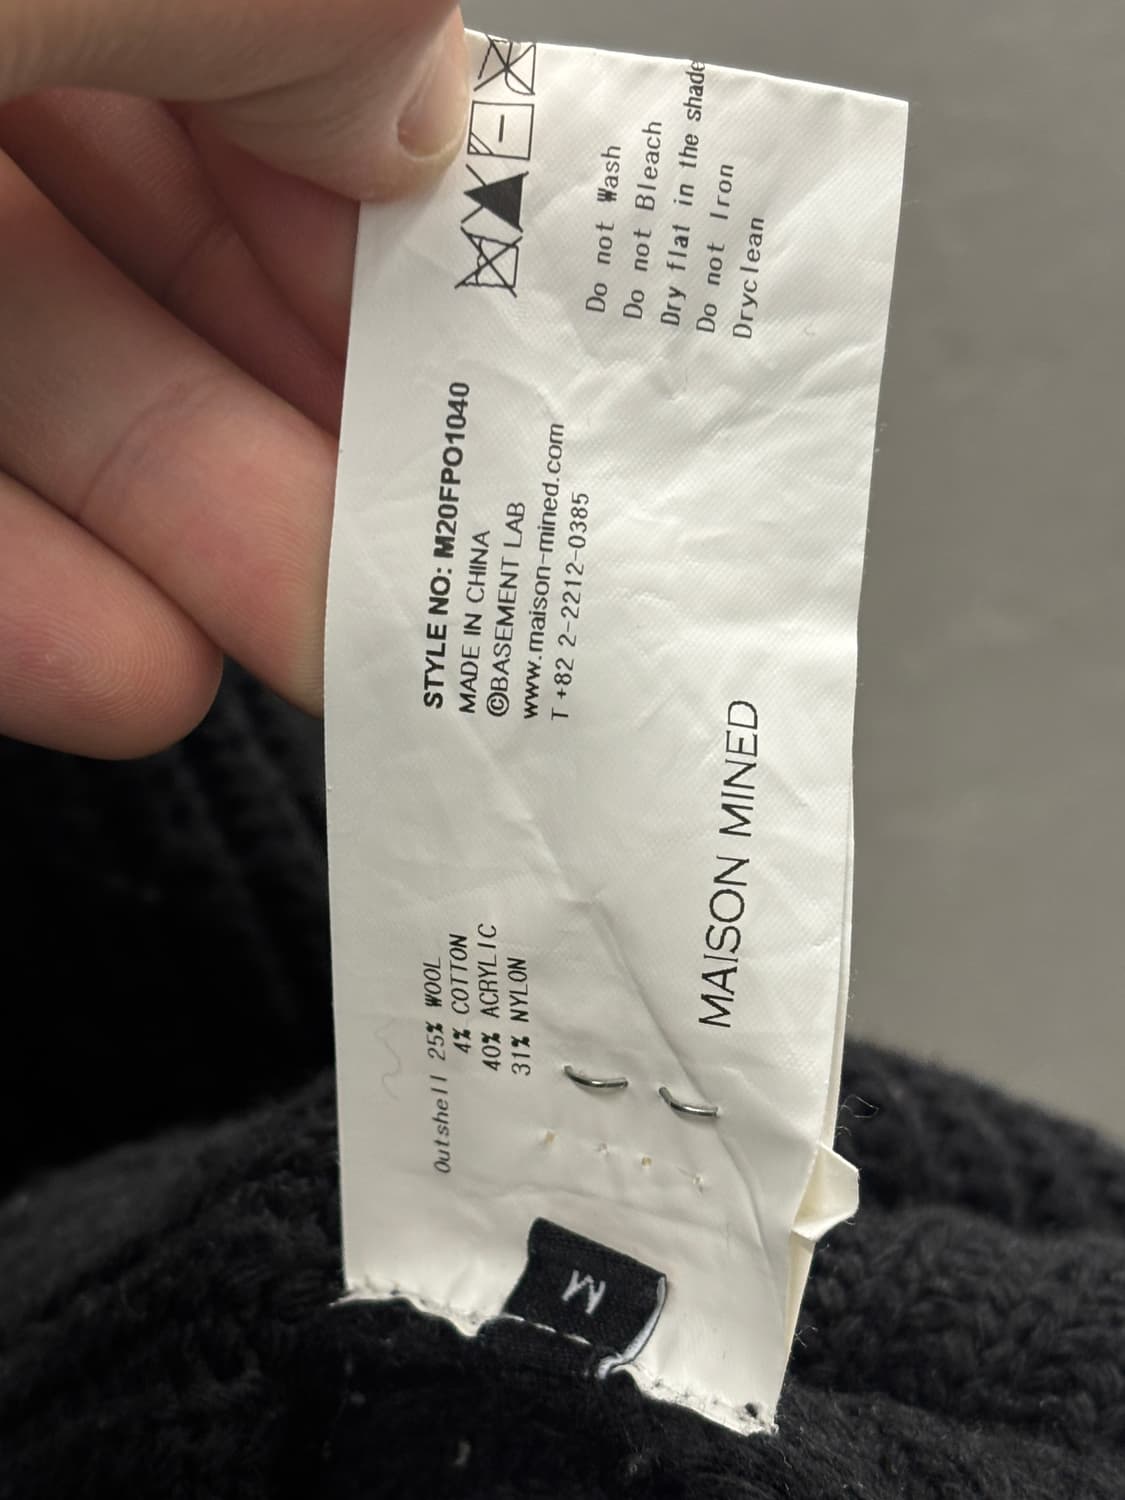 Do not Wash
Do not Bleach
Dry flat in the shade
Do not Iron
Dryclean
STYLE NO: M20FPO1040
MADE IN CHINA
©BASEMENT LAB
www.maison-mined.com
T +82 2-2212-0385
MAISON MINED
Outshell 25% WOOL
4% COTTON
40% ACRYLIC
31% NYLON
M